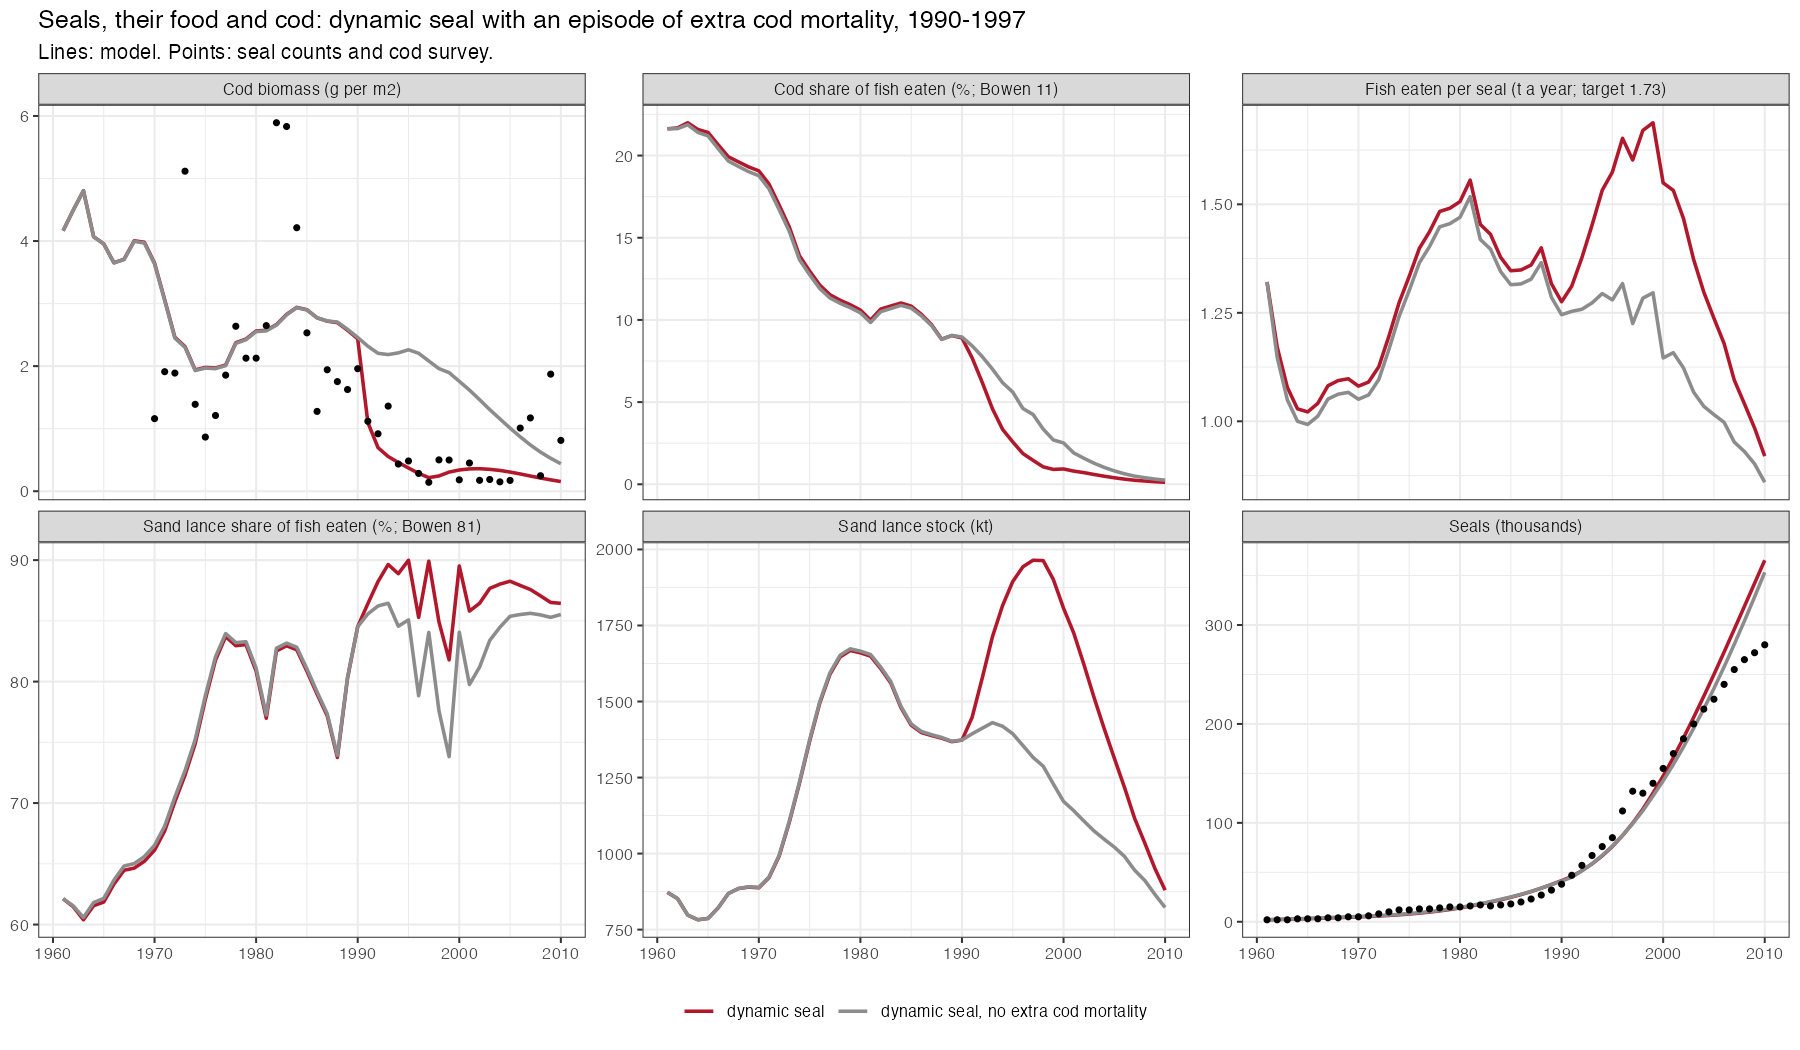 Seals, their food and cod: dynamic seal with an episode of extra cod mortality, 1990-1997
Lines: model. Points: seal counts and cod survey.
Cod biomass (g per m2)
Cod share of fish eaten (%; Bowen 11)
Fish eaten per seal (t a year; target 1.73)
6
4
2
0
20
15
10
5
0
1.50
1.25
1.00
Sand lance share of fish eaten (%; Bowen 81)
Sand lance stock (kt)
Seals (thousands)
90
80
70
60
2000
1750
1500
1250
1000
750
300
200
100
0
1960 1970 1980 1990 2000 2010
1960 1970 1980 1990 2000 2010
1960 1970 1980 1990 2000 2010
dynamic seal
dynamic seal, no extra cod mortality